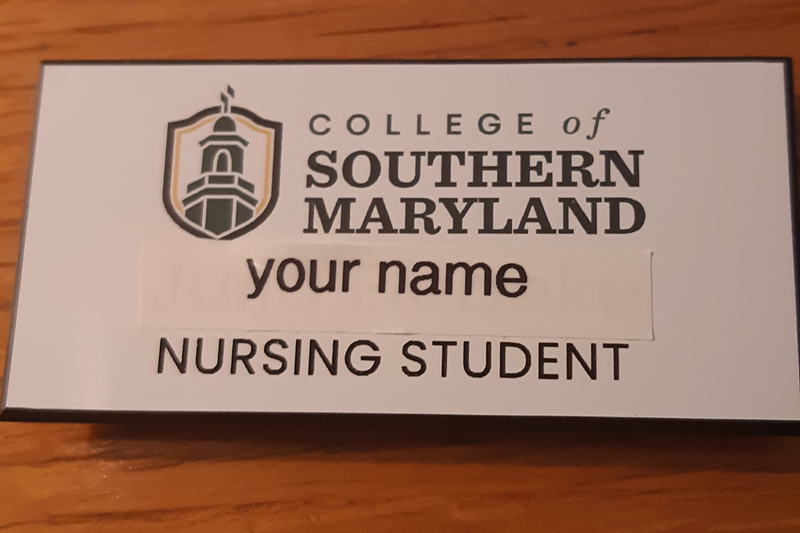 COLLEGE of
SOUTHERN
MARYLAND
your name
NURSING STUDENT